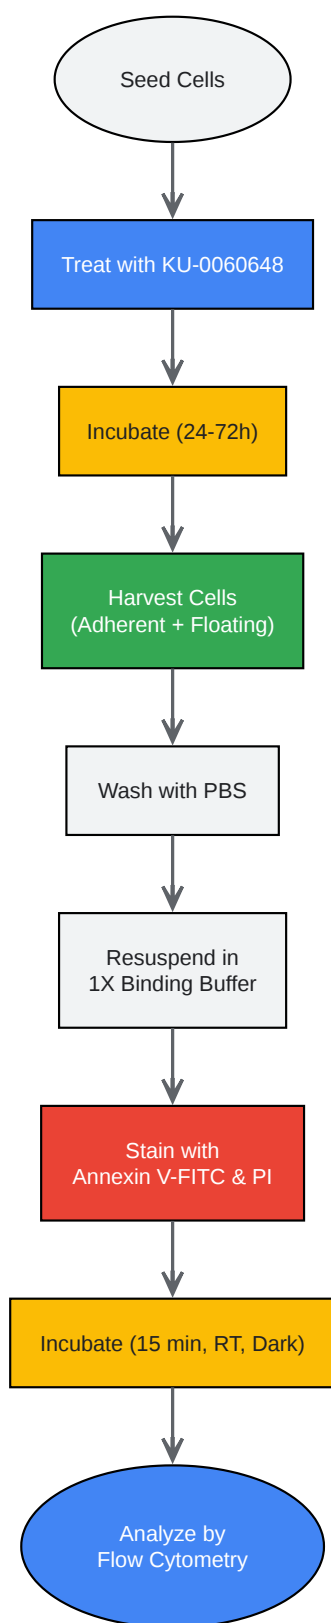 Seed Cells
Treat with KU-0060648
Incubate (24-72h)
Harvest Cells
(Adherent + Floating)
Wash with PBS
Resuspend in
1X Binding Buffer
Stain with
Annexin V-FITC & PI
Incubate (15 min, RT, Dark)
Analyze by
Flow Cytometry